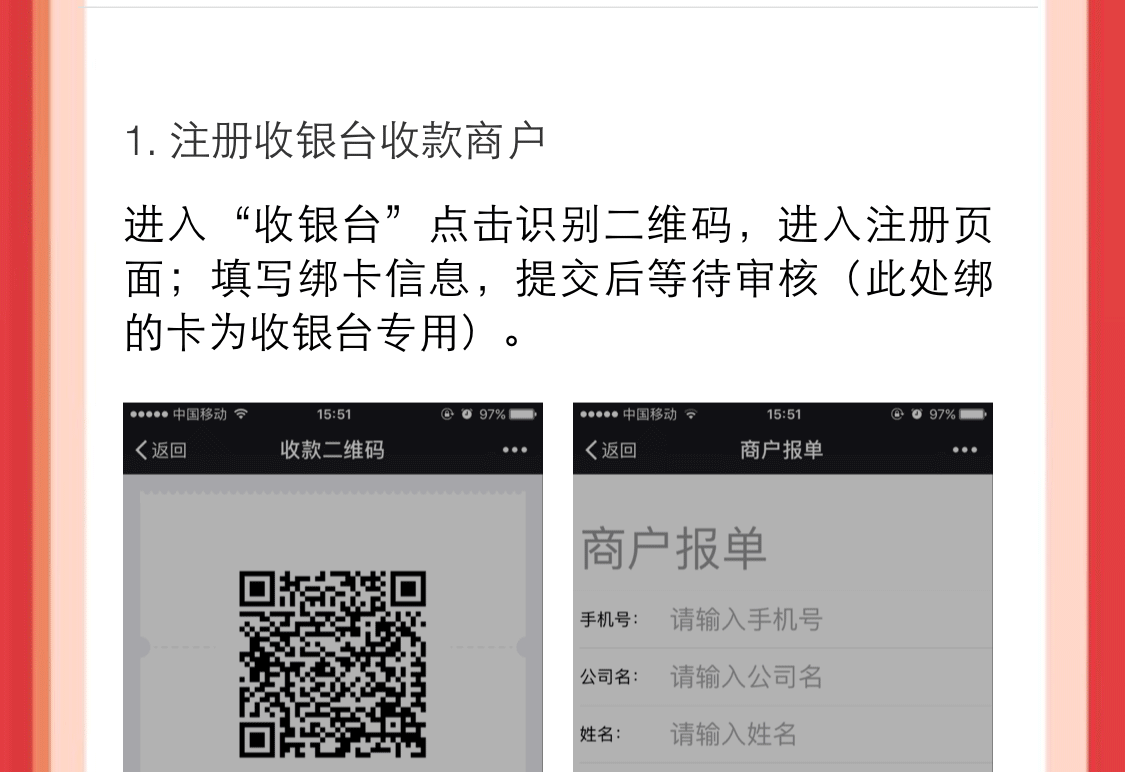 1. 注册收银台收款商户
进入“收银台”点击识别二维码，进入注册页
面；填写绑卡信息，提交后等待审核（此处绑
的卡为收银台专用）。
中国移动 15:51 97%
返回 收款二维码
中国移动 15:51 97%
返回 商户报单
商户报单
手机号： 请输入手机号
公司名： 请输入公司名
姓名： 请输入姓名